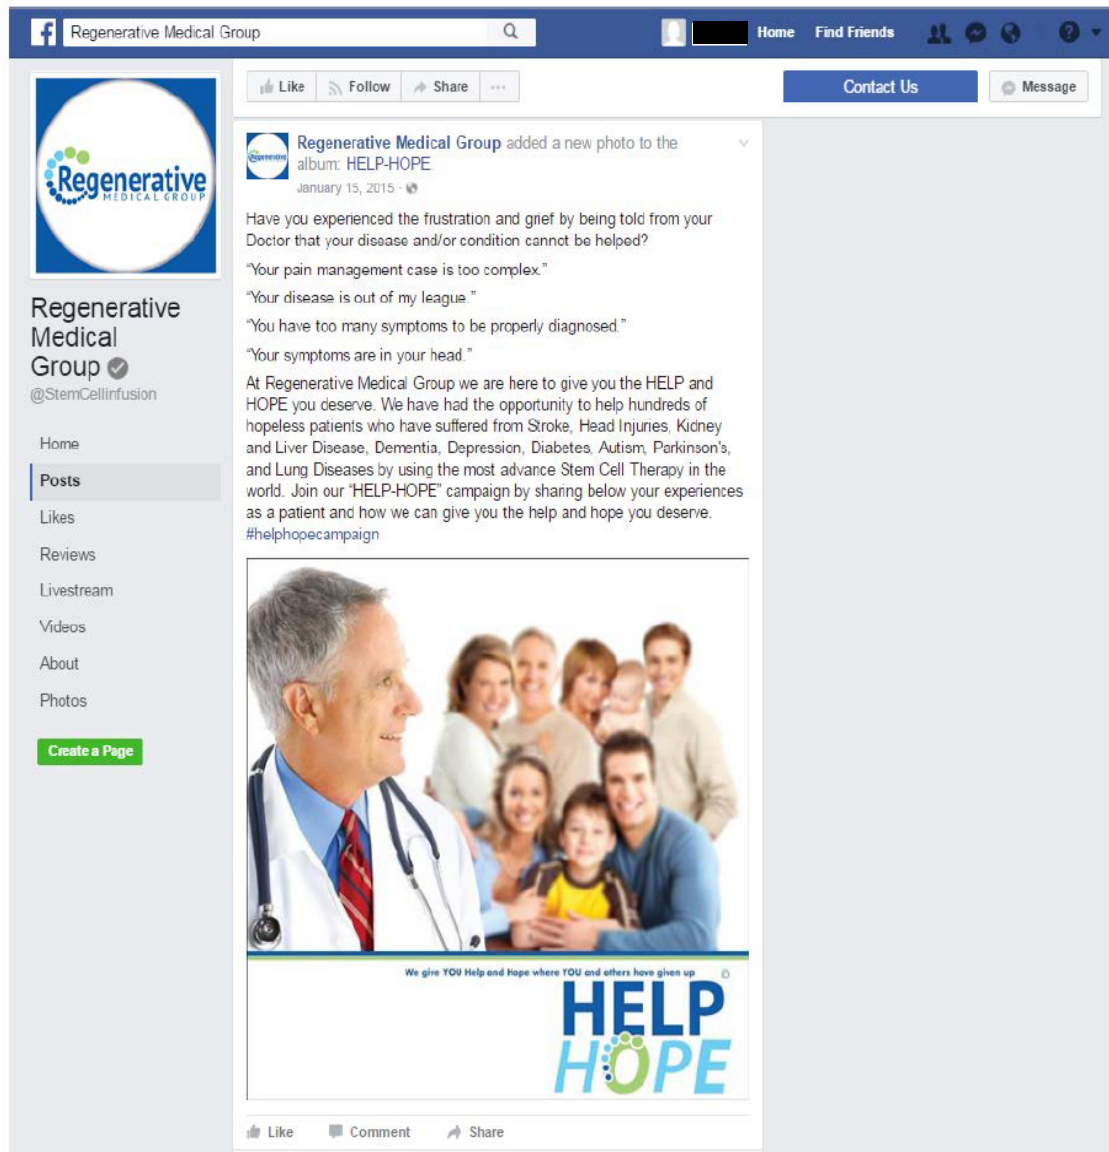 f
Regenerative Medical Group
Home
Find Friends
?
Like
Follow
Share
Contact Us
Message
Regenerative
MEDICAL GROUP
Regenerative
Medical
Group
@StemCellinfusion
Home
Posts
Likes
Reviews
Livestream
Videos
About
Photos
Create a Page
Regenerative
Regenerative Medical Group added a new photo to the
album: HELP-HOPE.
January 15, 2015 ·
Have you experienced the frustration and grief by being told from your
Doctor that your disease and/or condition cannot be helped?
“Your pain management case is too complex.”
“Your disease is out of my league.”
“You have too many symptoms to be properly diagnosed.”
“Your symptoms are in your head.”
At Regenerative Medical Group we are here to give you the HELP and
HOPE you deserve. We have had the opportunity to help hundreds of
hopeless patients who have suffered from Stroke, Head Injuries, Kidney
and Liver Disease, Dementia, Depression, Diabetes, Autism, Parkinson's,
and Lung Diseases by using the most advance Stem Cell Therapy in the
world. Join our “HELP-HOPE” campaign by sharing below your experiences
as a patient and how we can give you the help and hope you deserve.
#helphopecampaign
We give YOU Help and Hope where YOU and others have given up
©
HELP
HOPE
Like
Comment
Share